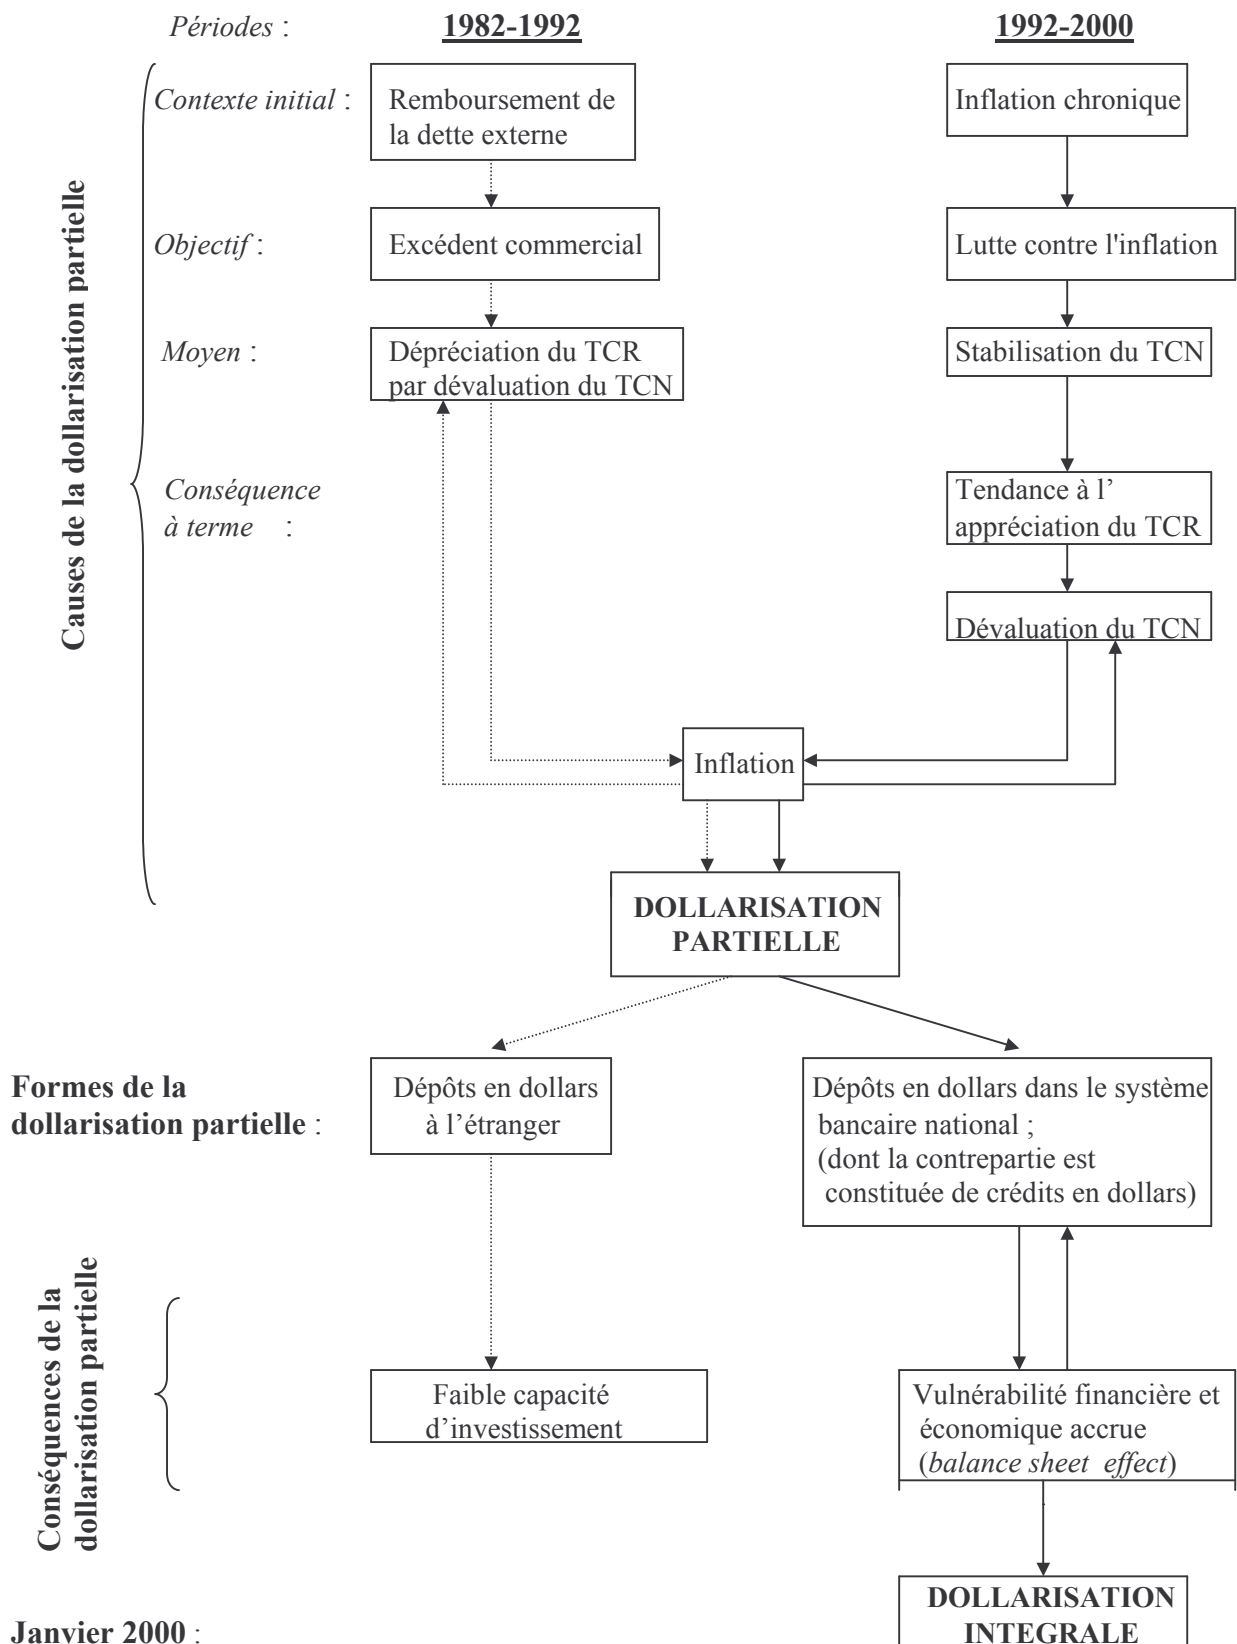 Périodes :
1982-1992
1992-2000
Causes de la dollarisation partielle
Contexte initial :
Remboursement de
la dette externe
Inflation chronique
Objectif :
Excédent commercial
Lutte contre l'inflation
Moyen :
Dépréciation du TCR
par dévaluation du TCN
Stabilisation du TCN
Conséquence
à terme :
Tendance à l’
appréciation du TCR
Dévaluation du TCN
Inflation
DOLLARISATION
PARTIELLE
Formes de la
dollarisation partielle :
Dépôts en dollars
à l’étranger
Dépôts en dollars dans le système
bancaire national ;
(dont la contrepartie est
constituée de crédits en dollars)
Conséquences de la
dollarisation partielle
Faible capacité
d’investissement
Vulnérabilité financière et
économique accrue
(balance sheet effect)
Janvier 2000 :
DOLLARISATION
INTEGRALE